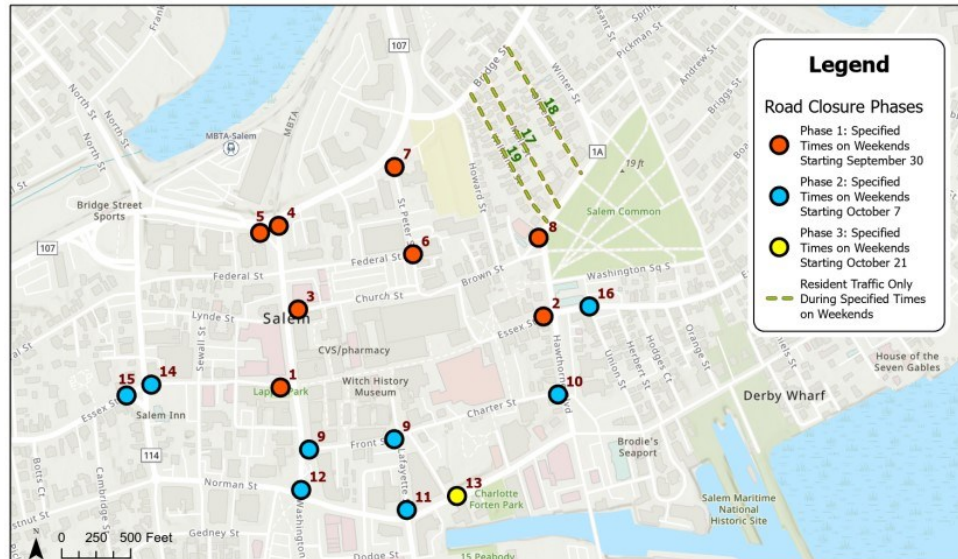 Legend
Road Closure Phases
Phase 1: Specified
Times on Weekends
Starting September 30
Phase 2: Specified
Times on Weekends
Starting October 7
Phase 3: Specified
Times on Weekends
Starting October 21
Resident Traffic Only
During Specified Times
on Weekends
107
Bridge St
Winter St
Pickman St
Andrew St
Briggs St
North St
North St
North St
MBTA-Salem
MBTA
18
17
19
7
1A
19 ft
Howard St
Salem Common
Bridge Street
Sports
5
4
St Peter St
6
8
107
Federal St
Federal St
Brown St
Washington Sq S
Church St
3
Lynde St
Salem
2
16
Essex St
Sewall St
CVS/pharmacy
Witch History
Museum
1
14
15
Essex St
Salem Inn
Hawthorne Blvd
Union St
Herbert St
Hodges Ct
Orange St
House of the
Seven Gables
10
Derby Wharf
Charter St
9
Front St
9
Lafayette
Brodie's
Seaport
114
Botts Ct
Cambridge St
Norman St
12
Washington
11
13
Charlotte
Forten Park
Salem Maritime
National
Historic Site
Gedney St
Dodge St
15 Peabody
N
0 250 500 Feet